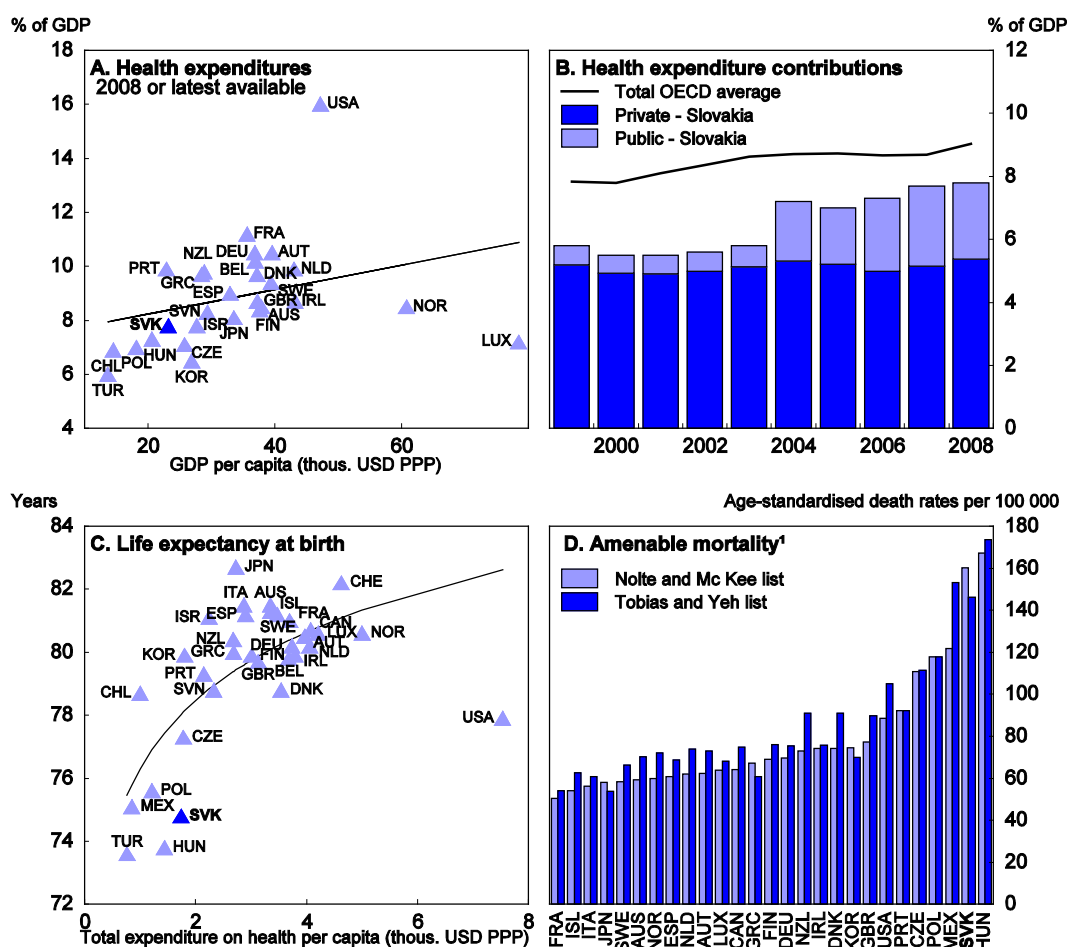 % of GDP
18
A. Health expenditures
2008 or latest available
USA
16
14
12
FRA
NZL
DEU
AUT
PRT
BEL
DNK
NLD
10
GRC
ESP
SWE
SVN
GBR
IRL
NOR
8
SVK
ISR
AUS
JPN
FIN
LUX
CHL
POL
HUN
CZE
6
KOR
TUR
4
20
40
60
GDP per capita (thous. USD PPP)
% of GDP
12
B. Health expenditure contributions
Total OECD average
Private - Slovakia
Public - Slovakia
10
8
6
4
2
0
2000
2002
2004
2006
2008
Years
84
C. Life expectancy at birth
JPN
CHE
82
ITA
AUS
ISL
ISR
ESP
FRA
CAN
SWE
LUX
NOR
NZL
DEU
AUT
80
KOR
GRC
FIN
NLD
PRT
GBR
BEL
IRL
CHL
SVN
DNK
78
USA
CZE
76
POL
MEX
SVK
74
TUR
HUN
72
0
2
4
6
8
Total expenditure on health per capita (thous. USD PPP)
Age-standardised death rates per 100 000
180
D. Amenable mortality¹
Nolte and Mc Kee list
Tobias and Yeh list
160
140
120
100
80
60
40
20
0
FRA
ISL
ITA
JPN
SWE
AUS
NOR
ESP
NLD
AUT
LUX
CAN
GRC
FIN
DEU
NZL
IRL
DNK
KOR
GBR
USA
PRT
CZE
POL
MEX
SVK
HUN